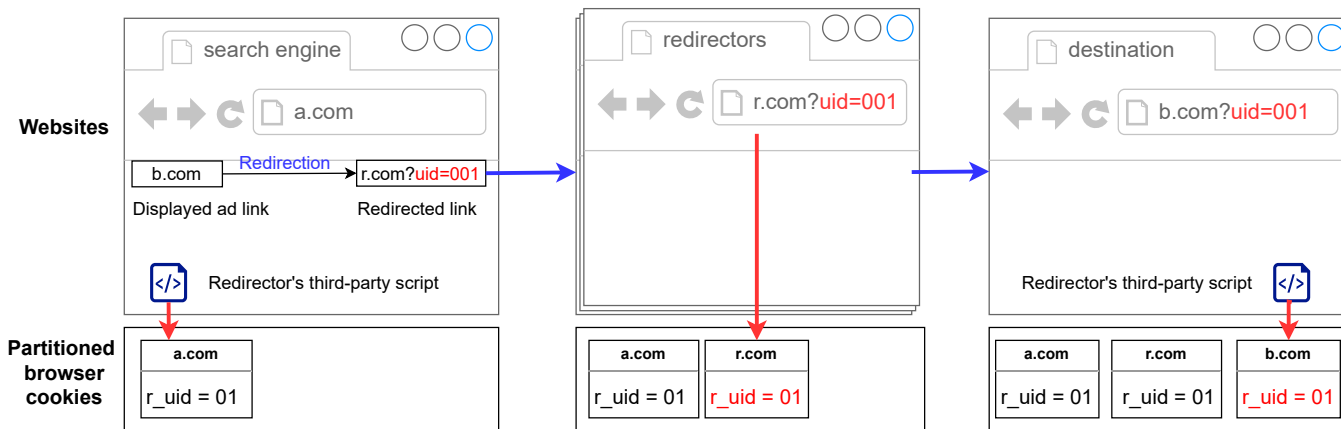 search engine
a.com
redirectors
r.com?uid=001
destination
b.com?uid=001
Websites
b.com
Redirection
r.com?uid=001
Displayed ad link
Redirected link
</>
Redirector's third-party script
Redirector's third-party script
</>
Partitioned
browser
cookies
a.com
r_uid = 01
a.com
r_uid = 01
r.com
r_uid = 01
a.com
r_uid = 01
r.com
r_uid = 01
b.com
r_uid = 01